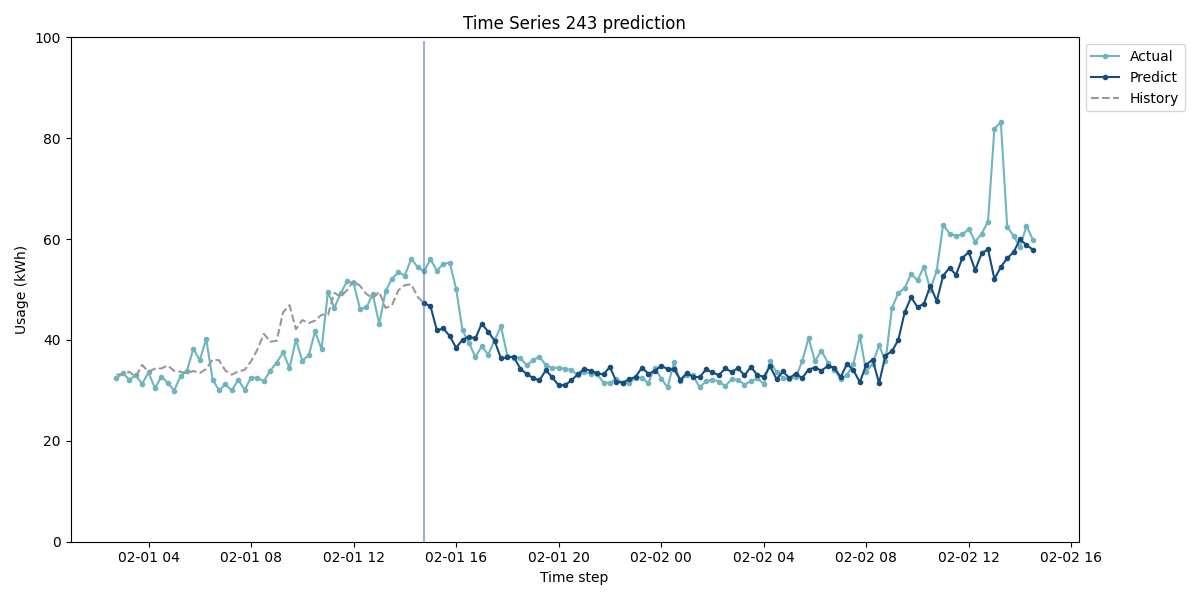 Time Series 243 prediction
100
80
60
40
20
0
Usage (kWh)
02-01 04 02-01 08 02-01 12 02-01 16 02-01 20 02-02 00 02-02 04 02-02 08 02-02 12 02-02 16
Time step
Actual
Predict
History